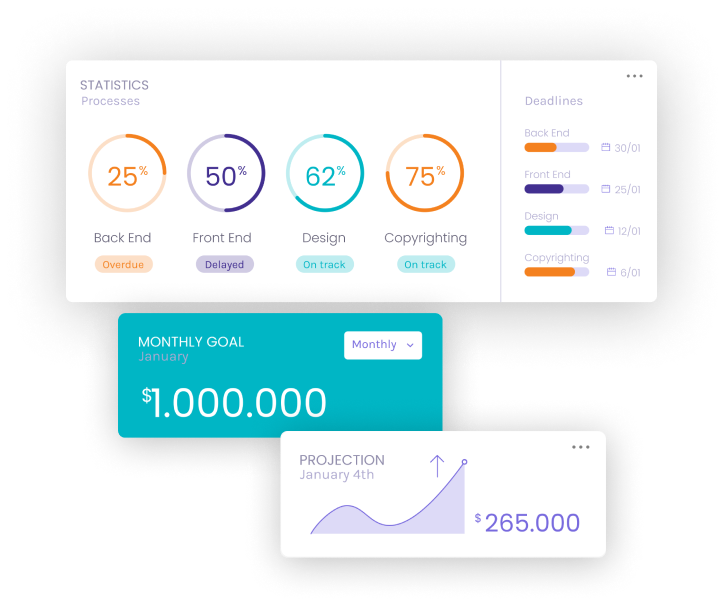 STATISTICS
Processes
25%
50%
62%
75%
Back End
Front End
Design
Copyrighting
Overdue
Delayed
On track
On track
Deadlines
Back End
30/01
Front End
25/01
Design
12/01
Copyrighting
6/01
MONTHLY GOAL
January
Monthly
$1.000.000
PROJECTION
January 4th
$265.000